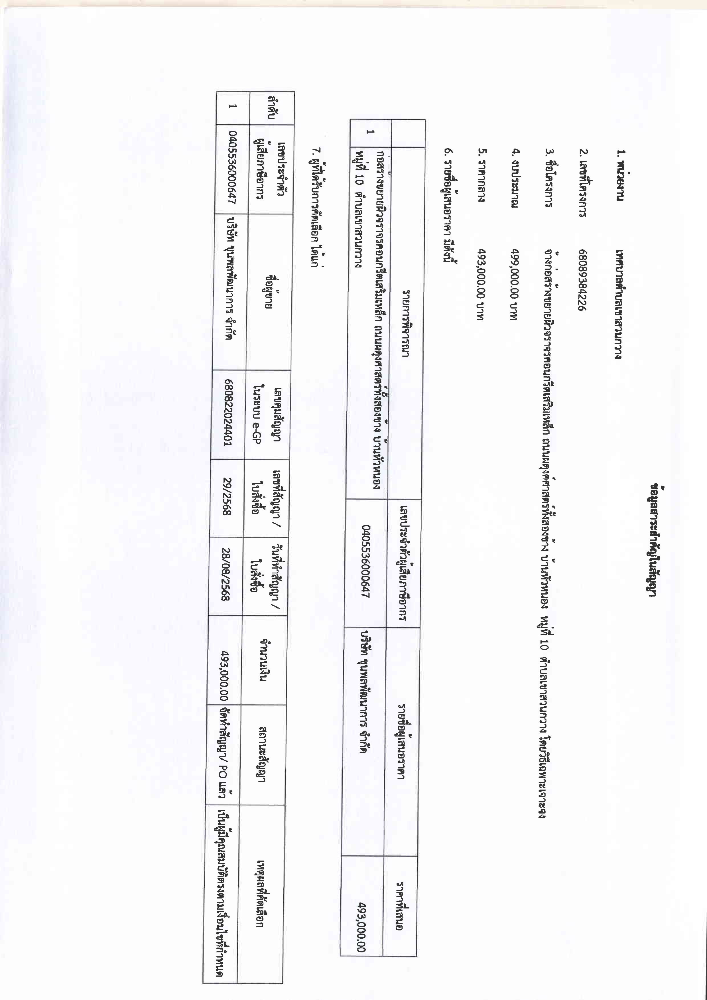 ข้อมูลสาระสำคัญในสัญญา
1. หน่วยงาน เทศบาลตำบลเขาสวนกวาง
2. เลขที่โครงการ 68089384226
3. ชื่อโครงการ จ้างก่อสร้างขยายผิวจราจรคอนกรีตเสริมเหล็ก ถนนผดุงศาสตร์ทั้งสองข้าง บ้านหัวหนอง หมู่ที่ 10 ตำบลเขาสวนกวาง โดยวิธีเฉพาะเจาะจง
4. งบประมาณ 499,000.00 บาท
5. ราคากลาง 493,000.00 บาท
6. รายชื่อผู้เสนอราคา มีดังนี้
รายการพิจารณา เลขประจำตัวผู้เสียภาษีอากร รายชื่อผู้เสนอราคา ราคาที่เสนอ
1 ก่อสร้างขยายผิวจราจรคอนกรีตเสริมเหล็ก ถนนผดุงศาสตร์ทั้งสองข้าง บ้านหัวหนอง 0405536000647 บริษัท ขุนพลพัฒนาการ จำกัด 493,000.00
หมู่ที่ 10 ตำบลเขาสวนกวาง
7. ผู้ที่ได้รับการคัดเลือก ได้แก่
ลำดับ เลขประจำตัว ชื่อผู้ขาย เลขคุมสัญญา เลขที่สัญญา / วันที่ทำสัญญา / จำนวนเงิน สถานะสัญญา เหตุผลที่คัดเลือก
ผู้เสียภาษีอากร ในระบบ e-GP ใบสั่งซื้อ ใบสั่งซื้อ
1 0405536000647 บริษัท ขุนพลพัฒนาการ จำกัด 680822024401 29/2568 28/08/2568 493,000.00 จัดทำสัญญา/ PO แล้ว เป็นผู้มีคุณสมบัติตรงตามเงื่อนไขที่กำหนด